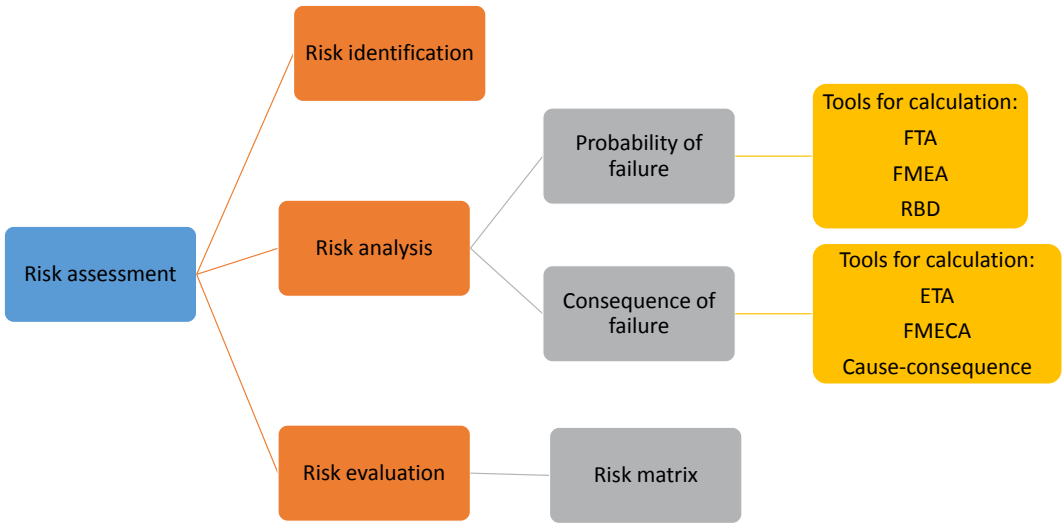 Risk identification
Tools for calculation:
FTA
FMEA
RBD
Probability of
failure
Risk assessment
Risk analysis
Tools for calculation:
ETA
FMECA
Cause-consequence
Consequence of
failure
Risk evaluation
Risk matrix